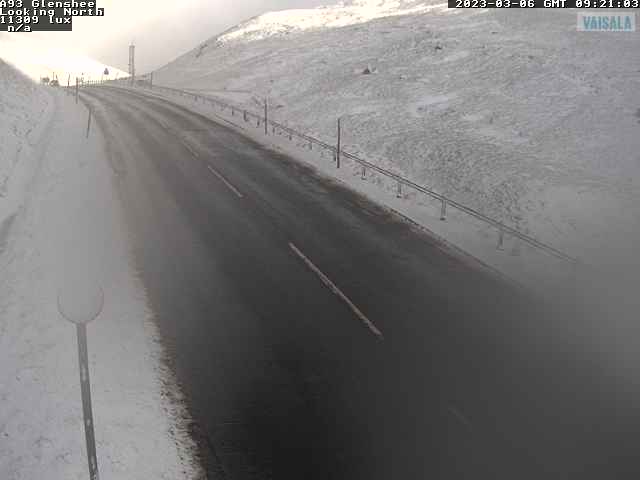 A93 Glenshee
Looking North
11309 lux
n/a
2023-03-06 GMT 09:21:03
VAISALA